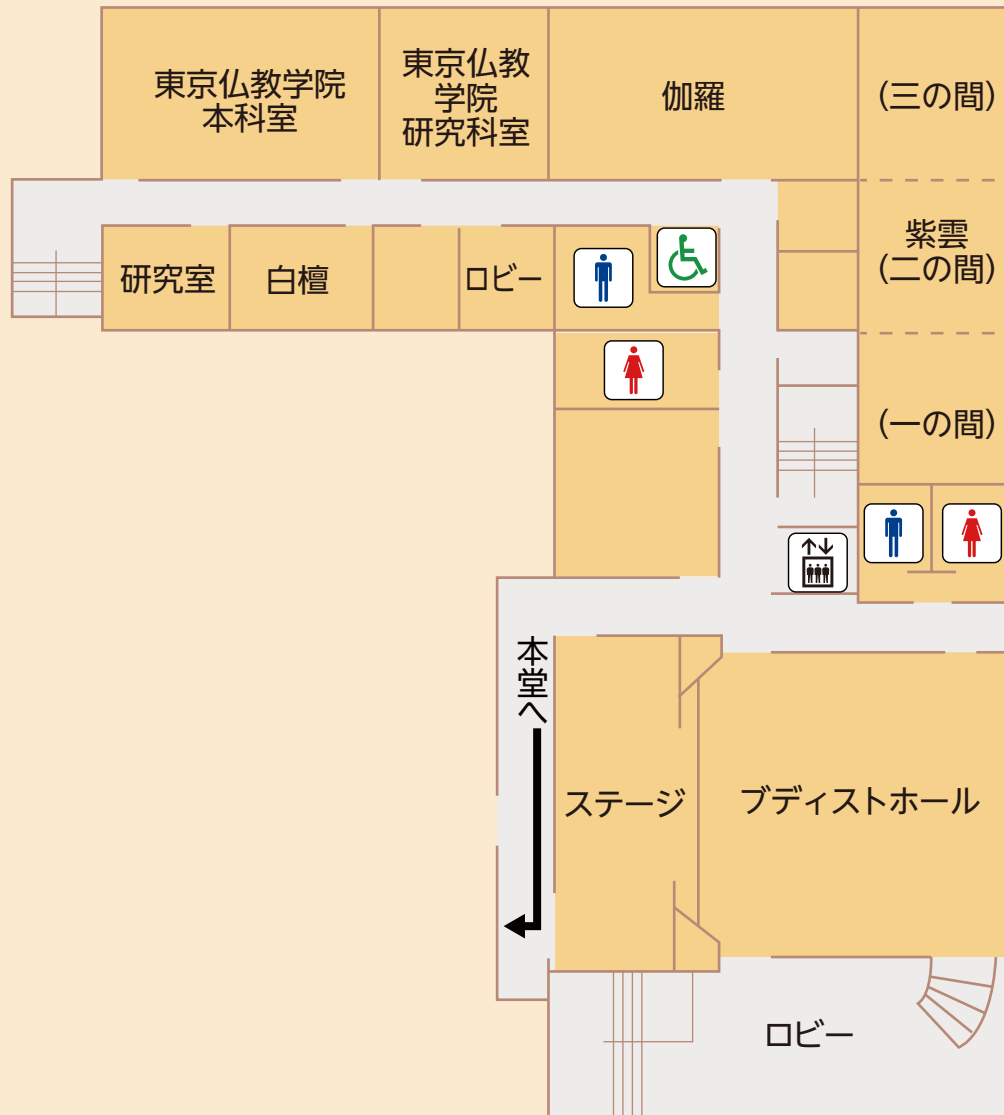 東京仏教学院
本科室
東京仏教
学院
研究科室
伽羅
(三の間)
紫雲
(二の間)
(一の間)
研究室
白檀
ロビー
本堂へ
ステージ
ブディストホール
ロビー